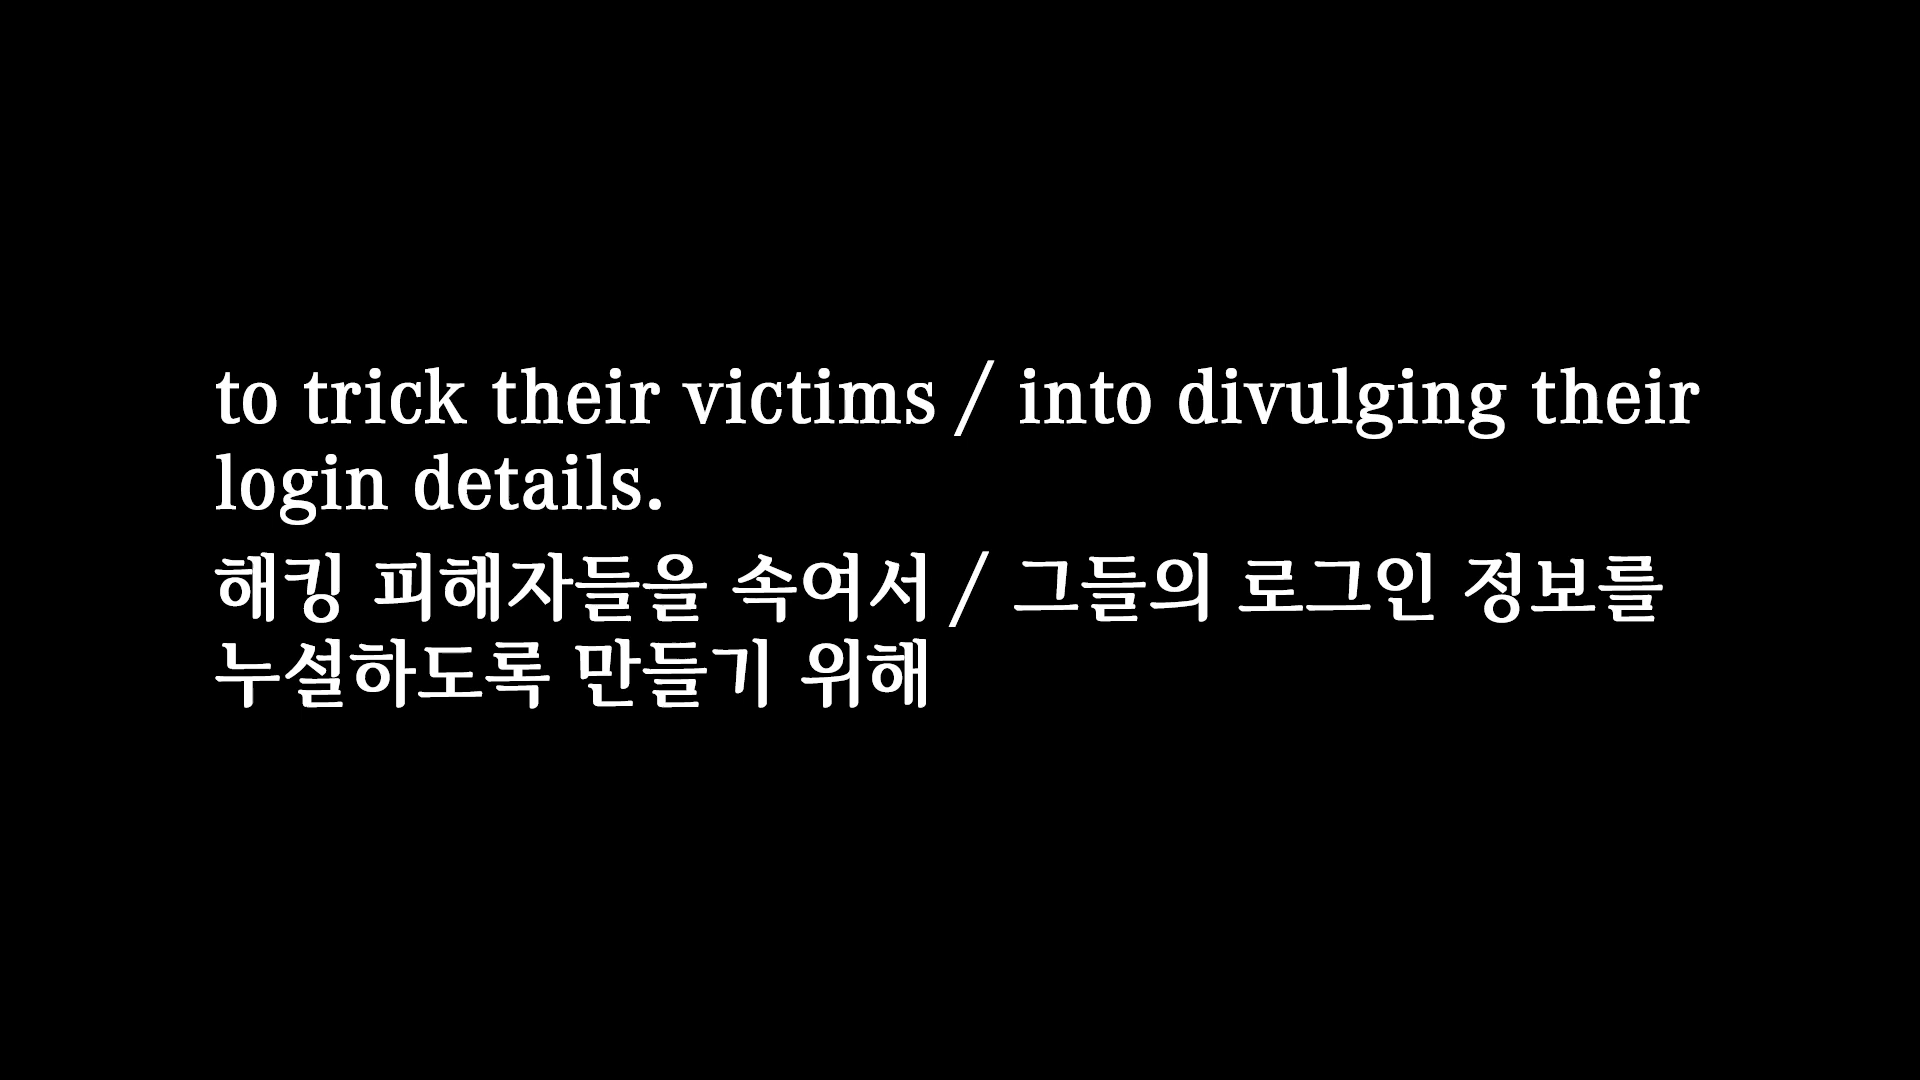 to trick their victims / into divulging their
login details.
해킹 피해자들을 속여서 / 그들의 로그인 정보를
누설하도록 만들기 위해